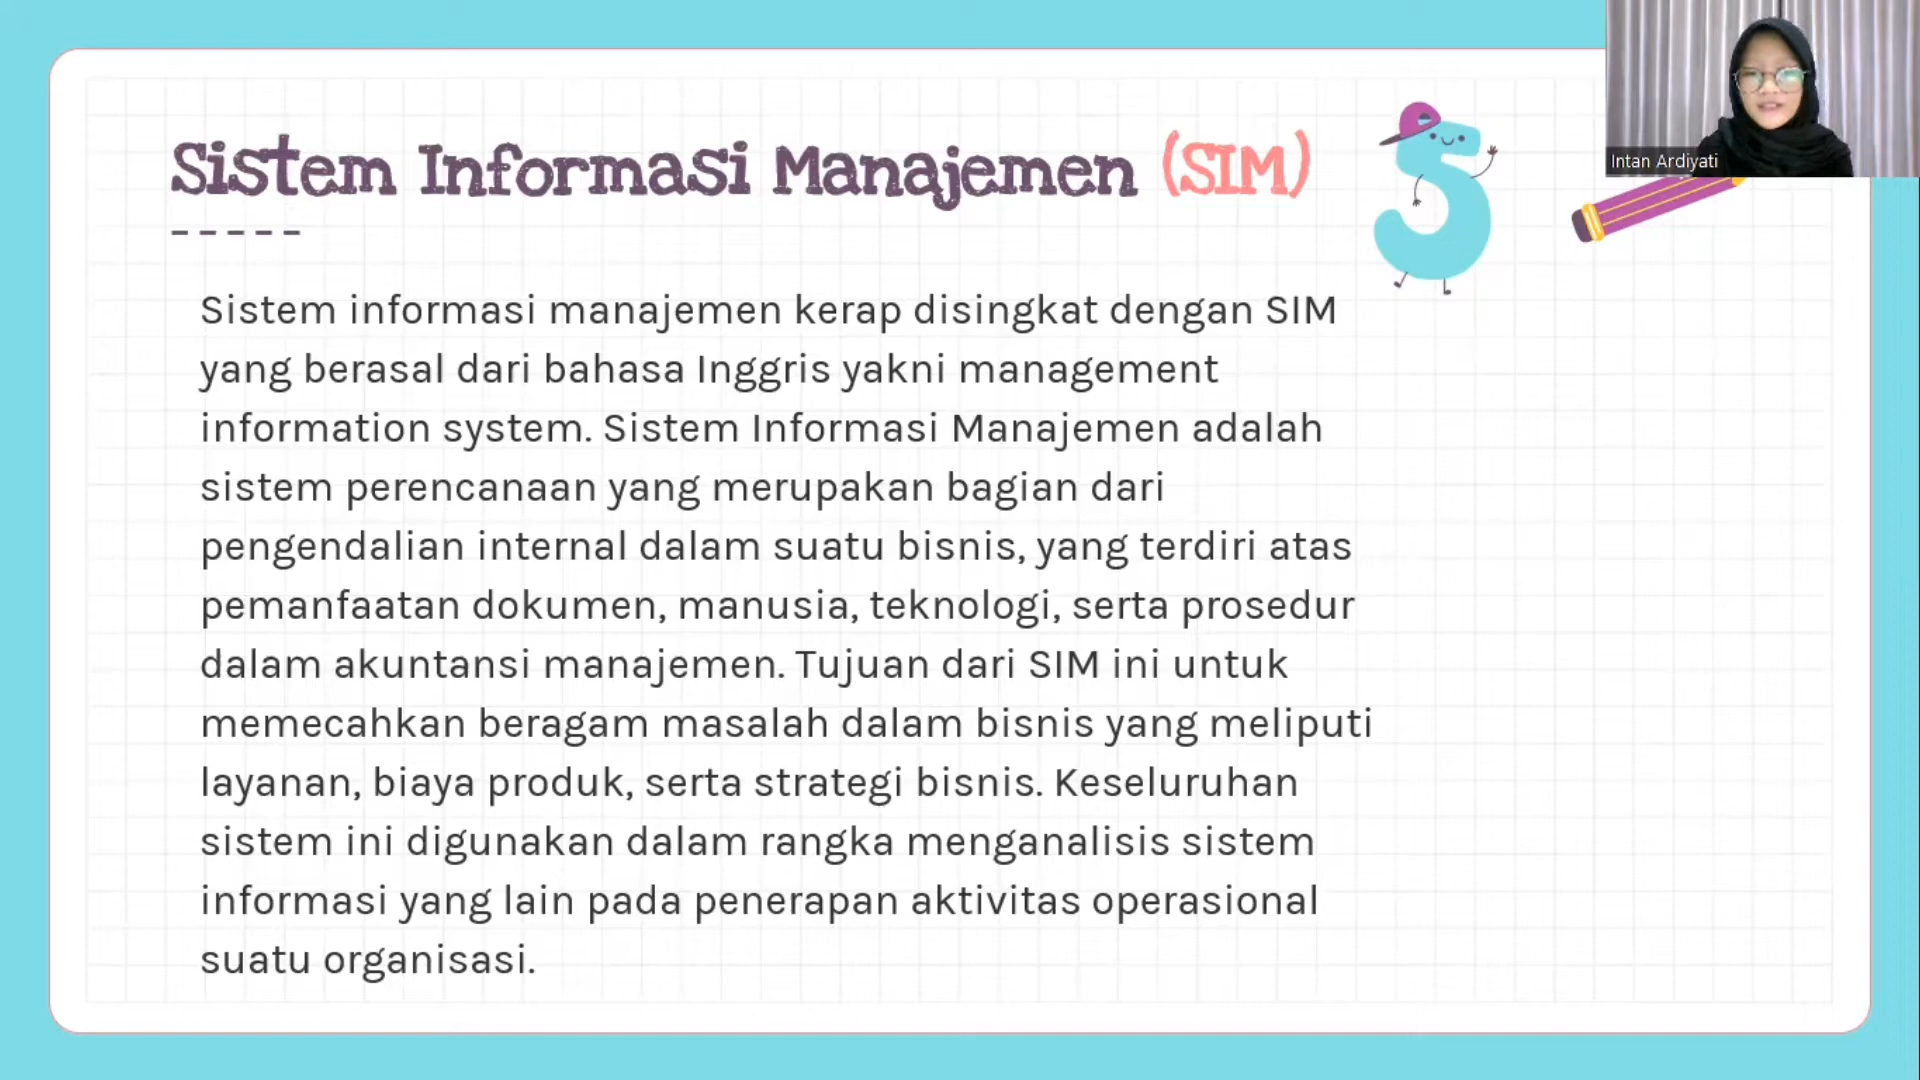 Sistem Informasi Manajemen (SIM)
Sistem informasi manajemen kerap disingkat dengan SIM
yang berasal dari bahasa Inggris yakni management
information system. Sistem Informasi Manajemen adalah
sistem perencanaan yang merupakan bagian dari
pengendalian internal dalam suatu bisnis, yang terdiri atas
pemanfaatan dokumen, manusia, teknologi, serta prosedur
dalam akuntansi manajemen. Tujuan dari SIM ini untuk
memecahkan beragam masalah dalam bisnis yang meliputi
layanan, biaya produk, serta strategi bisnis. Keseluruhan
sistem ini digunakan dalam rangka menganalisis sistem
informasi yang lain pada penerapan aktivitas operasional
suatu organisasi.
Intan Ardiyati